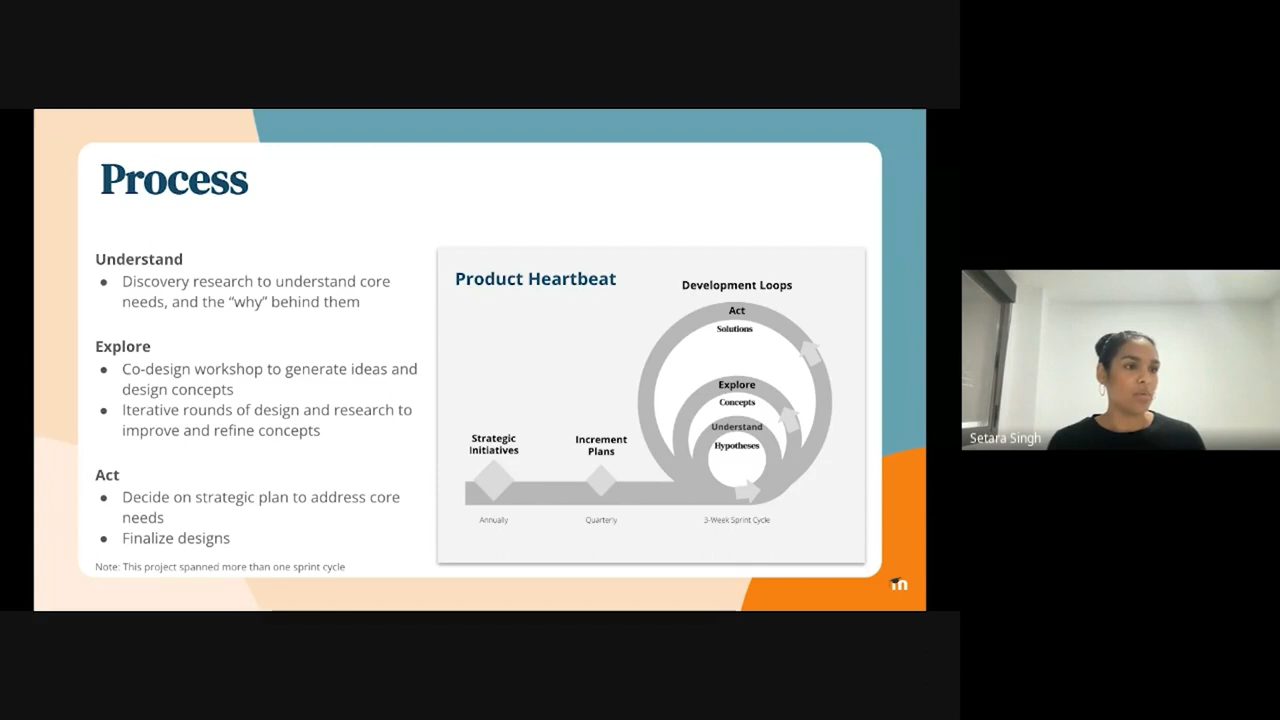 Process
Understand
● Discovery research to understand core
needs, and the “why” behind them
Explore
● Co-design workshop to generate ideas and
design concepts
● Iterative rounds of design and research to
improve and refine concepts
Act
● Decide on strategic plan to address core
needs
● Finalize designs
Note: This project spanned more than one sprint cycle
Product Heartbeat
Development Loops
Act
Solutions
Explore
Concepts
Understand
Hypotheses
Strategic
Initiatives
Increment
Plans
Annually
Quarterly
3-Week Sprint Cycle
m
Setara Singh